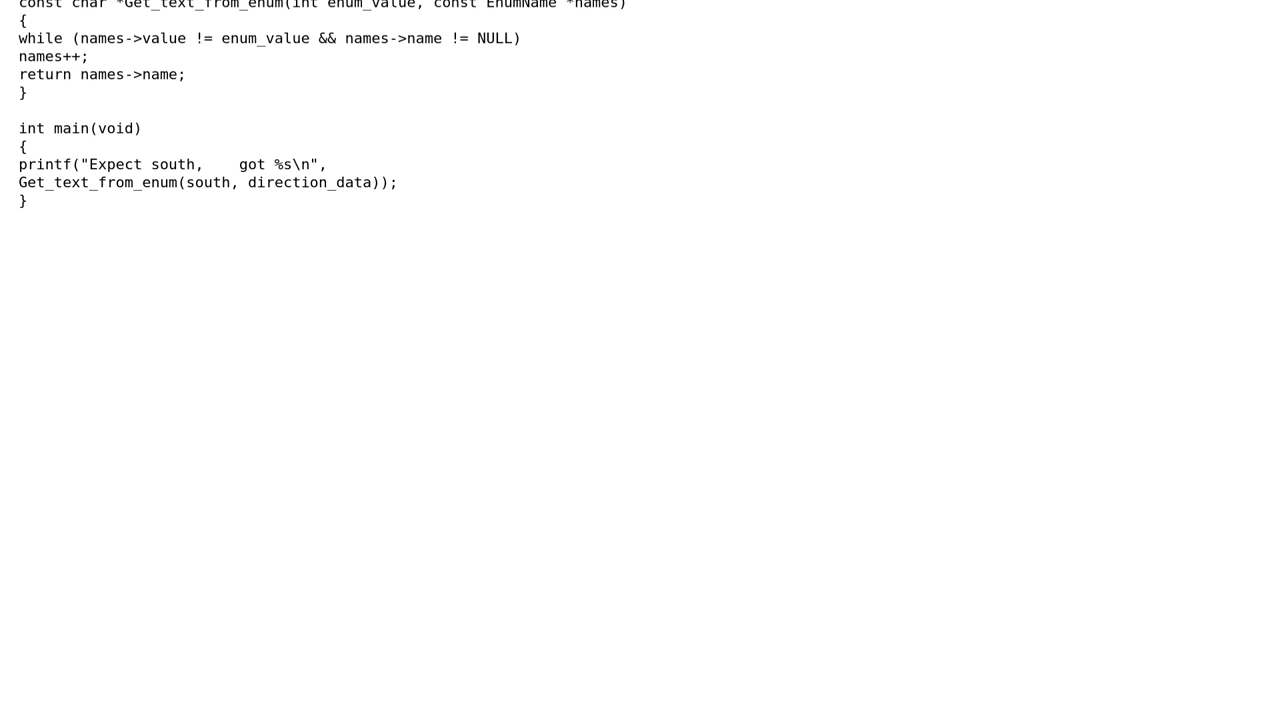 const char *Get_text_from_enum(int enum_value, const EnumName *names)
{
while (names->value != enum_value && names->name != NULL)
names++;
return names->name;
}

int main(void)
{
printf("Expect south,    got %s\n",
Get_text_from_enum(south, direction_data));
}